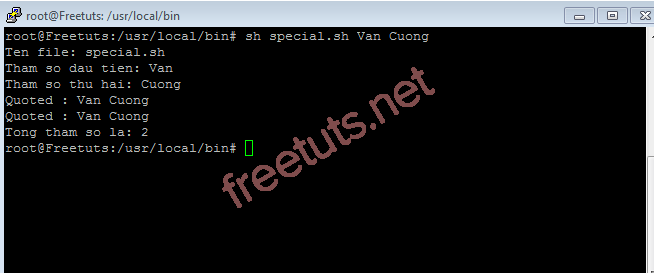 root@Freetuts: /usr/local/bin
root@Freetuts:/usr/local/bin# sh special.sh Van Cuong
Ten file: special.sh
Tham so dau tien: Van
Tham so thu hai: Cuong
Quoted : Van Cuong
Quoted : Van Cuong
Tong tham so la: 2
root@Freetuts:/usr/local/bin#
freetuts.net